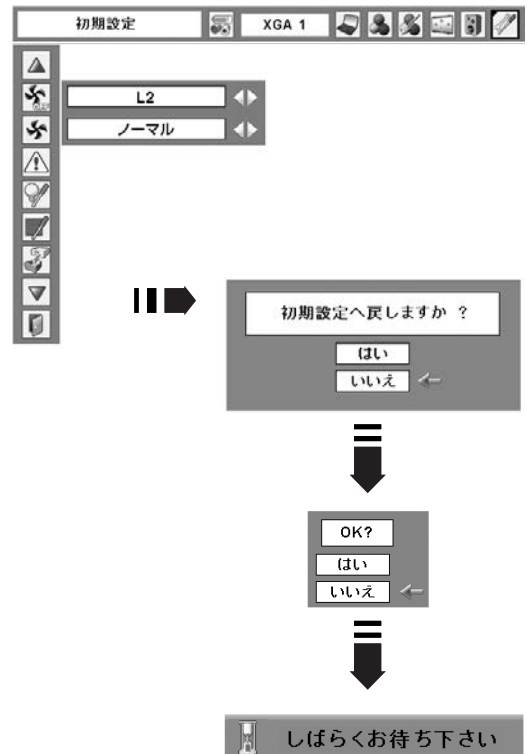 初期設定 XGA 1
L2
ノーマル
初期設定へ戻しますか ?
はい
いいえ
OK?
はい
いいえ
しばらくお待ち下さい